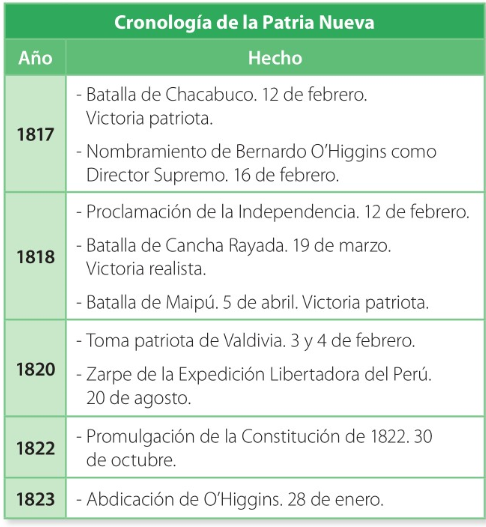 Cronología de la Patria Nueva
Año Hecho
1817
- Batalla de Chacabuco. 12 de febrero.
Victoria patriota.
- Nombramiento de Bernardo O’Higgins como
Director Supremo. 16 de febrero.
1818
- Proclamación de la Independencia. 12 de febrero.
- Batalla de Cancha Rayada. 19 de marzo.
Victoria realista.
- Batalla de Maipú. 5 de abril. Victoria patriota.
1820
- Toma patriota de Valdivia. 3 y 4 de febrero.
- Zarpe de la Expedición Libertadora del Perú.
20 de agosto.
1822
- Promulgación de la Constitución de 1822. 30
de octubre.
1823
- Abdicación de O’Higgins. 28 de enero.